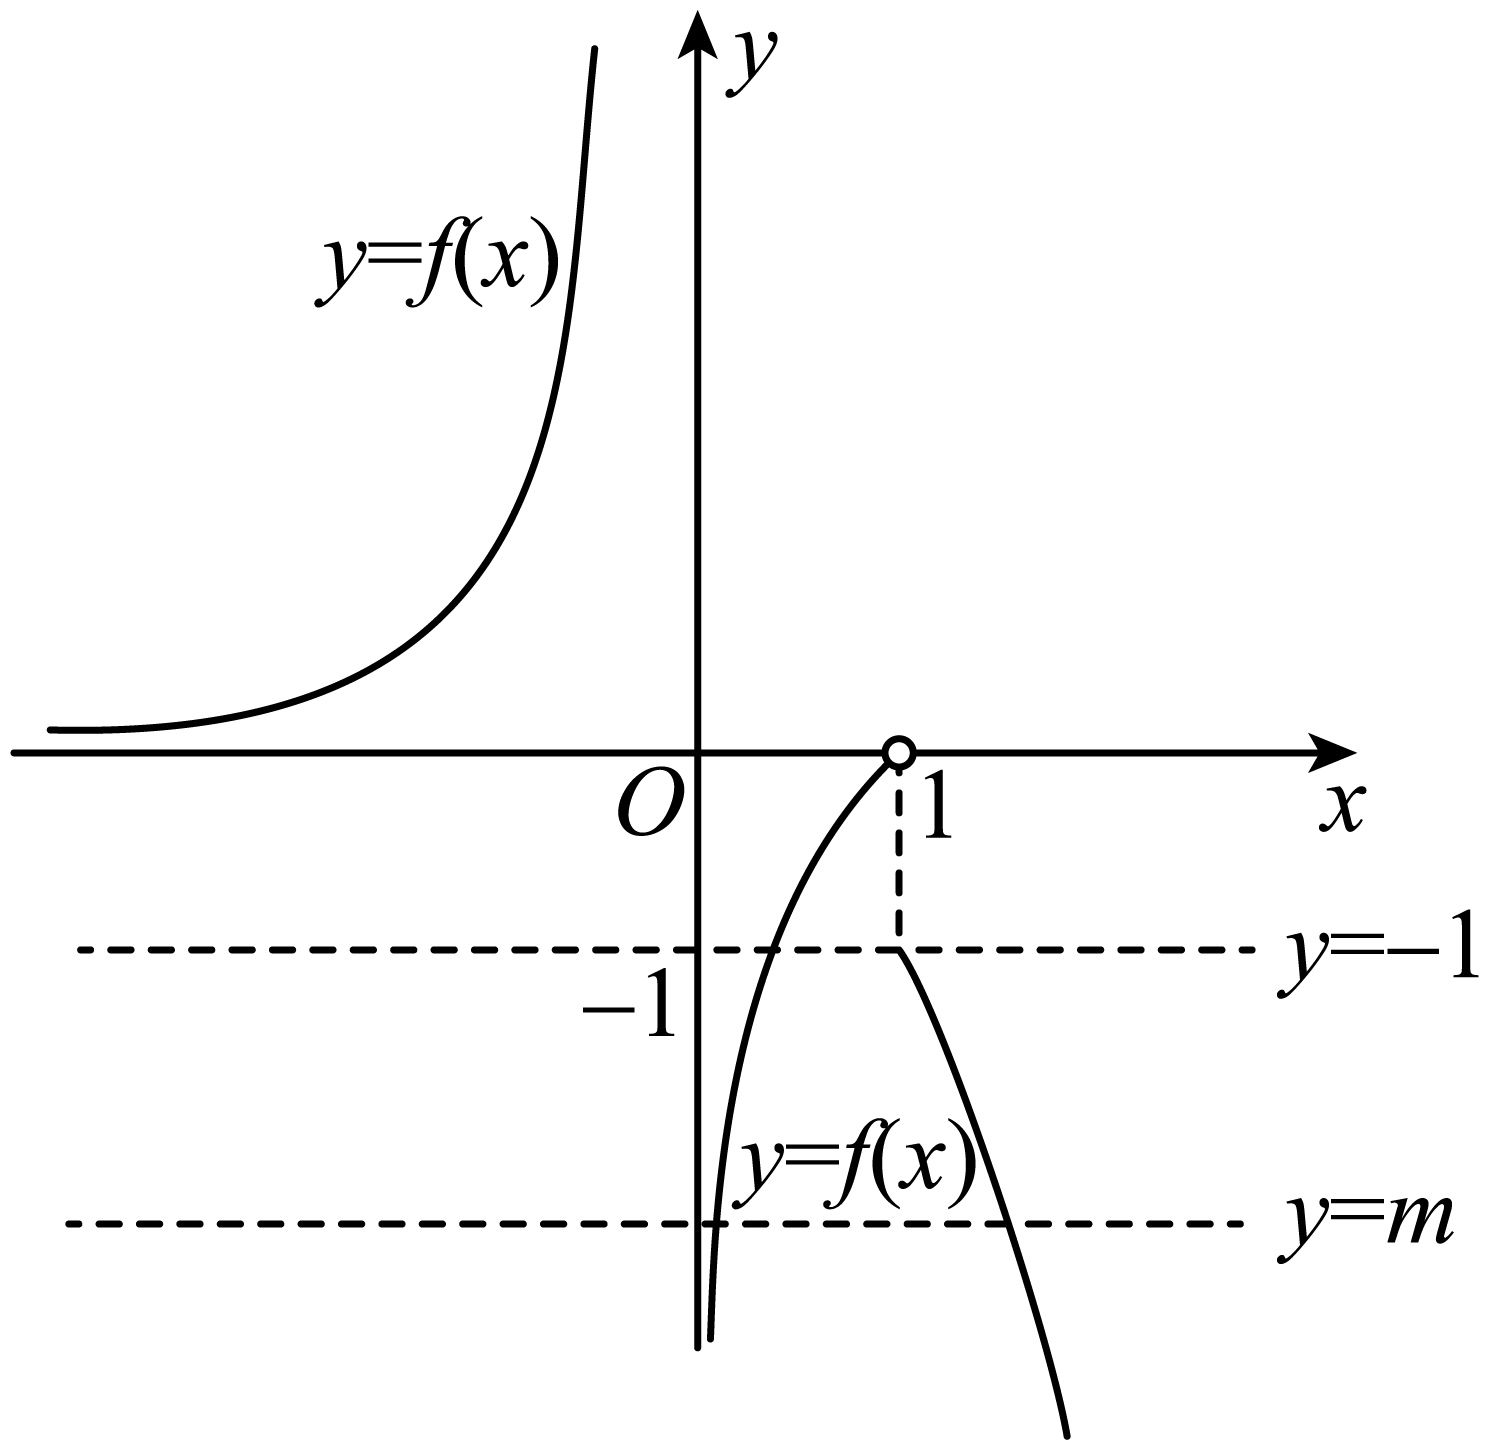 y
y=f(x)
O
1
x
y=−1
−1
y=f(x)
y=m